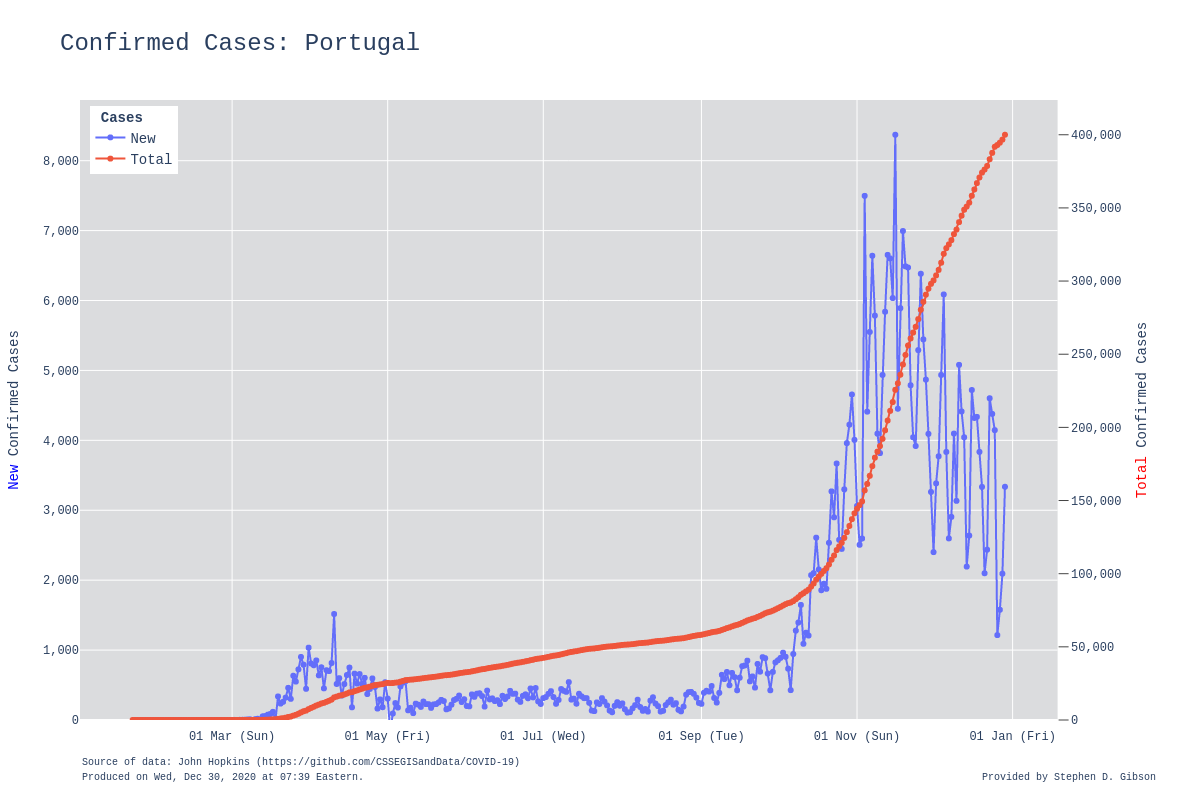 Confirmed Cases: Portugal
Cases
New
Total
8,000
7,000
6,000
5,000
4,000
3,000
2,000
1,000
0
400,000
350,000
300,000
250,000
200,000
150,000
100,000
50,000
0
New Confirmed Cases
Total Confirmed Cases
01 Mar (Sun)
01 May (Fri)
01 Jul (Wed)
01 Sep (Tue)
01 Nov (Sun)
01 Jan (Fri)
Source of data: John Hopkins (https://github.com/CSSEGISandData/COVID-19)
Produced on Wed, Dec 30, 2020 at 07:39 Eastern.
Provided by Stephen D. Gibson